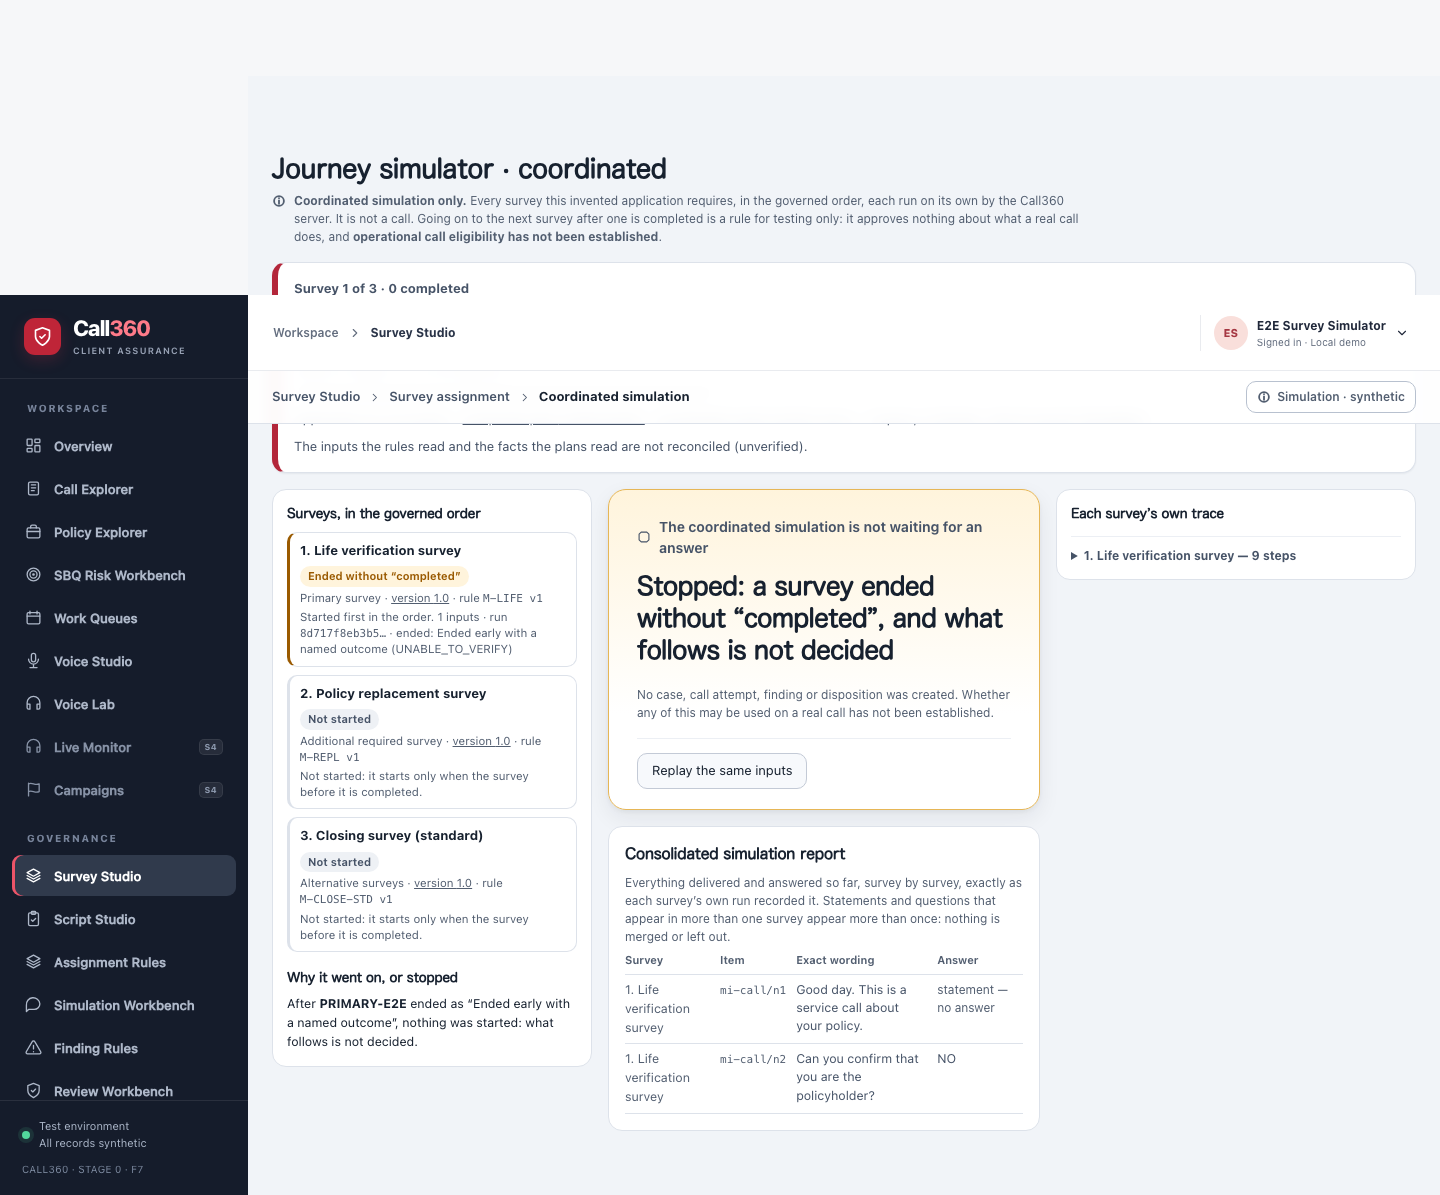 Journey simulator · coordinated
Coordinated simulation only. Every survey this invented application requires, in the governed order, each run on its own by the Call360
server. It is not a call. Going on to the next survey after one is completed is a rule for testing only: it approves nothing about what a real call
does, and operational call eligibility has not been established.
Survey 1 of 3 · 0 completed
Call360
CLIENT ASSURANCE
Workspace > Survey Studio
ES
E2E Survey Simulator
Signed in · Local demo
Survey Studio > Survey assignment > Coordinated simulation
Simulation · synthetic
The inputs the rules read and the facts the plans read are not reconciled (unverified).
WORKSPACE
Overview
Call Explorer
Policy Explorer
SBQ Risk Workbench
Work Queues
Voice Studio
Voice Lab
Live Monitor S4
Campaigns S4
GOVERNANCE
Survey Studio
Script Studio
Assignment Rules
Simulation Workbench
Finding Rules
Review Workbench
Test environment
All records synthetic
CALL360 · STAGE 0 · F7
Surveys, in the governed order
1. Life verification survey
Ended without “completed”
Primary survey · version 1.0 · rule M-LIFE v1
Started first in the order. 1 inputs · run
8d717f8eb3b5… · ended: Ended early with a
named outcome (UNABLE_TO_VERIFY)
2. Policy replacement survey
Not started
Additional required survey · version 1.0 · rule
M-REPL v1
Not started: it starts only when the survey
before it is completed.
3. Closing survey (standard)
Not started
Alternative surveys · version 1.0 · rule
M-CLOSE-STD v1
Not started: it starts only when the survey
before it is completed.
Why it went on, or stopped
After PRIMARY-E2E ended as “Ended early with
a named outcome”, nothing was started: what
follows is not decided.
The coordinated simulation is not waiting for an
answer
Stopped: a survey ended
without “completed”, and what
follows is not decided
No case, call attempt, finding or disposition was created. Whether
any of this may be used on a real call has not been established.
Replay the same inputs
Consolidated simulation report
Everything delivered and answered so far, survey by survey, exactly as
each survey’s own run recorded it. Statements and questions that
appear in more than one survey appear more than once: nothing is
merged or left out.
Survey Item Exact wording Answer
1. Life mi-call/n1 Good day. This is a statement —
verification service call about no answer
survey your policy.
1. Life mi-call/n2 Can you confirm that NO
verification you are the
survey policyholder?
Each survey’s own trace
1. Life verification survey — 9 steps